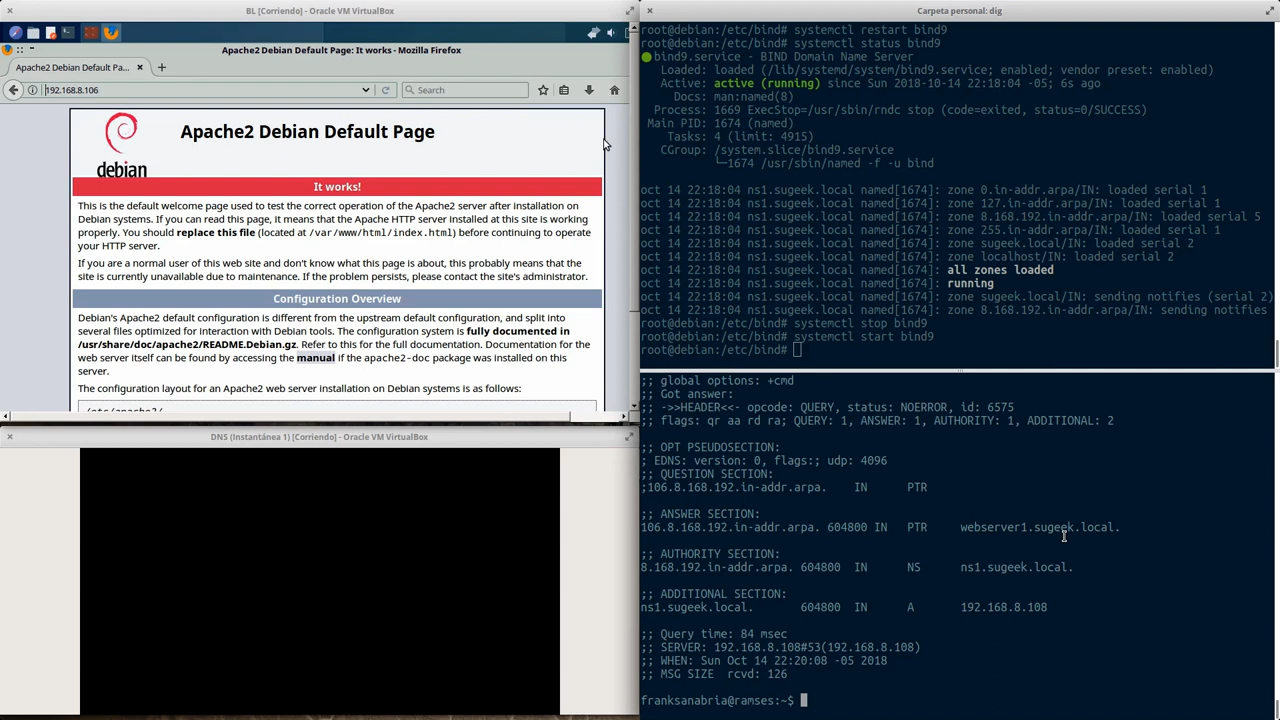 BL [Corriendo] - Oracle VM VirtualBox
Apache2 Debian Default Page: It works - Mozilla Firefox
Apache2 Debian Default Pa...
192.168.8.106
Search
Apache2 Debian Default Page
debian
It works!
This is the default welcome page used to test the correct operation of the Apache2 server after installation on
Debian systems. If you can read this page, it means that the Apache HTTP server installed at this site is working
properly. You should replace this file (located at /var/www/html/index.html) before continuing to
operate your HTTP server.
If you are a normal user of this web site and don't know what this page is about, this probably means that the
site is currently unavailable due to maintenance. If the problem persists, please contact the site's administrator.
Configuration Overview
Debian's Apache2 default configuration is different from the upstream default configuration, and split into
several files optimized for interaction with Debian tools. The configuration system is fully documented in
/usr/share/doc/apache2/README.Debian.gz. Refer to this for the full documentation. Documentation for the
web server itself can be found by accessing the manual if the apache2-doc package was installed on this
server.
The configuration layout for an Apache2 web server installation on Debian systems is as follows:
/etc/apache2/
DNS (Instantánea 1) [Corriendo] - Oracle VM VirtualBox
Carpeta personal: dig
root@debian:/etc/bind# systemctl restart bind9
root@debian:/etc/bind# systemctl status bind9
bind9.service - BIND Domain Name Server
Loaded: loaded (/lib/systemd/system/bind9.service; enabled; vendor preset: enabled)
Active: active (running) since Sun 2018-10-14 22:18:04 -05; 6s ago
Docs: man:named(8)
Process: 1669 ExecStop=/usr/sbin/rndc stop (code=exited, status=0/SUCCESS)
Main PID: 1674 (named)
Tasks: 4 (limit: 4915)
CGroup: /system.slice/bind9.service
└─1674 /usr/sbin/named -f -u bind
oct 14 22:18:04 ns1.sugeek.local named[1674]: zone 0.in-addr.arpa/IN: loaded serial 1
oct 14 22:18:04 ns1.sugeek.local named[1674]: zone 127.in-addr.arpa/IN: loaded serial 1
oct 14 22:18:04 ns1.sugeek.local named[1674]: zone 8.168.192.in-addr.arpa/IN: loaded serial 5
oct 14 22:18:04 ns1.sugeek.local named[1674]: zone 255.in-addr.arpa/IN: loaded serial 1
oct 14 22:18:04 ns1.sugeek.local named[1674]: zone sugeek.local/IN: loaded serial 2
oct 14 22:18:04 ns1.sugeek.local named[1674]: zone localhost/IN: loaded serial 2
oct 14 22:18:04 ns1.sugeek.local named[1674]: all zones loaded
oct 14 22:18:04 ns1.sugeek.local named[1674]: running
oct 14 22:18:04 ns1.sugeek.local named[1674]: zone sugeek.local/IN: sending notifies (serial 2)
oct 14 22:18:04 ns1.sugeek.local named[1674]: zone 8.168.192.in-addr.arpa/IN: sending notifies
root@debian:/etc/bind# systemctl stop bind9
root@debian:/etc/bind# systemctl start bind9
root@debian:/etc/bind#
;; global options: +cmd
;; Got answer:
;; ->>HEADER<<- opcode: QUERY, status: NOERROR, id: 6575
;; flags: qr aa rd ra; QUERY: 1, ANSWER: 1, AUTHORITY: 1, ADDITIONAL: 2
;; OPT PSEUDOSECTION:
; EDNS: version: 0, flags:; udp: 4096
;; QUESTION SECTION:
;106.8.168.192.in-addr.arpa. IN PTR
;; ANSWER SECTION:
106.8.168.192.in-addr.arpa. 604800 IN PTR webserver1.sugeek.local.
;; AUTHORITY SECTION:
8.168.192.in-addr.arpa. 604800 IN NS ns1.sugeek.local.
;; ADDITIONAL SECTION:
ns1.sugeek.local. 604800 IN A 192.168.8.108
;; Query time: 84 msec
;; SERVER: 192.168.8.108#53(192.168.8.108)
;; WHEN: Sun Oct 14 22:20:08 -05 2018
;; MSG SIZE rcvd: 126
franksanabria@ramses:~$